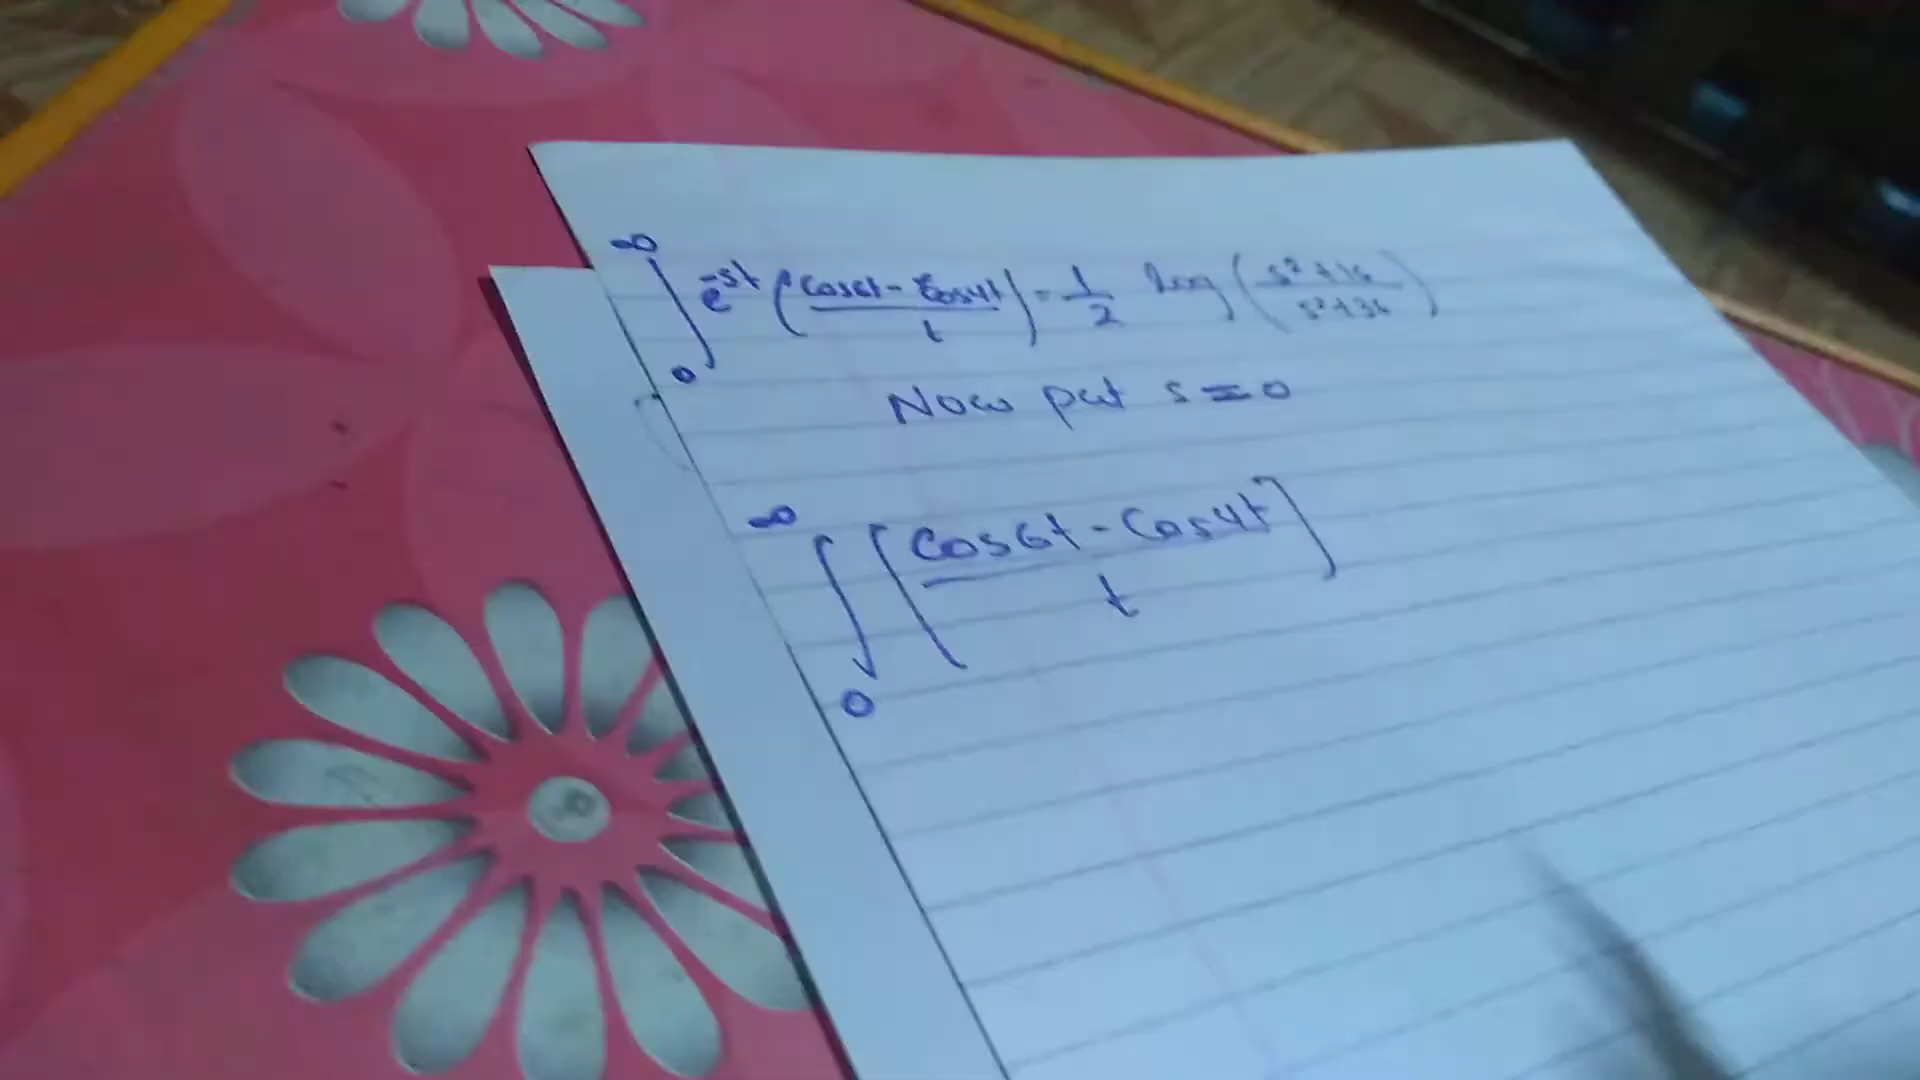 ∫₀^∞ e^-st (cos6t - cos4t / t) = 1/2 log (s²+16 / s²+36)
Now put s = 0
∫₀^∞ [cos6t - cos4t / t]